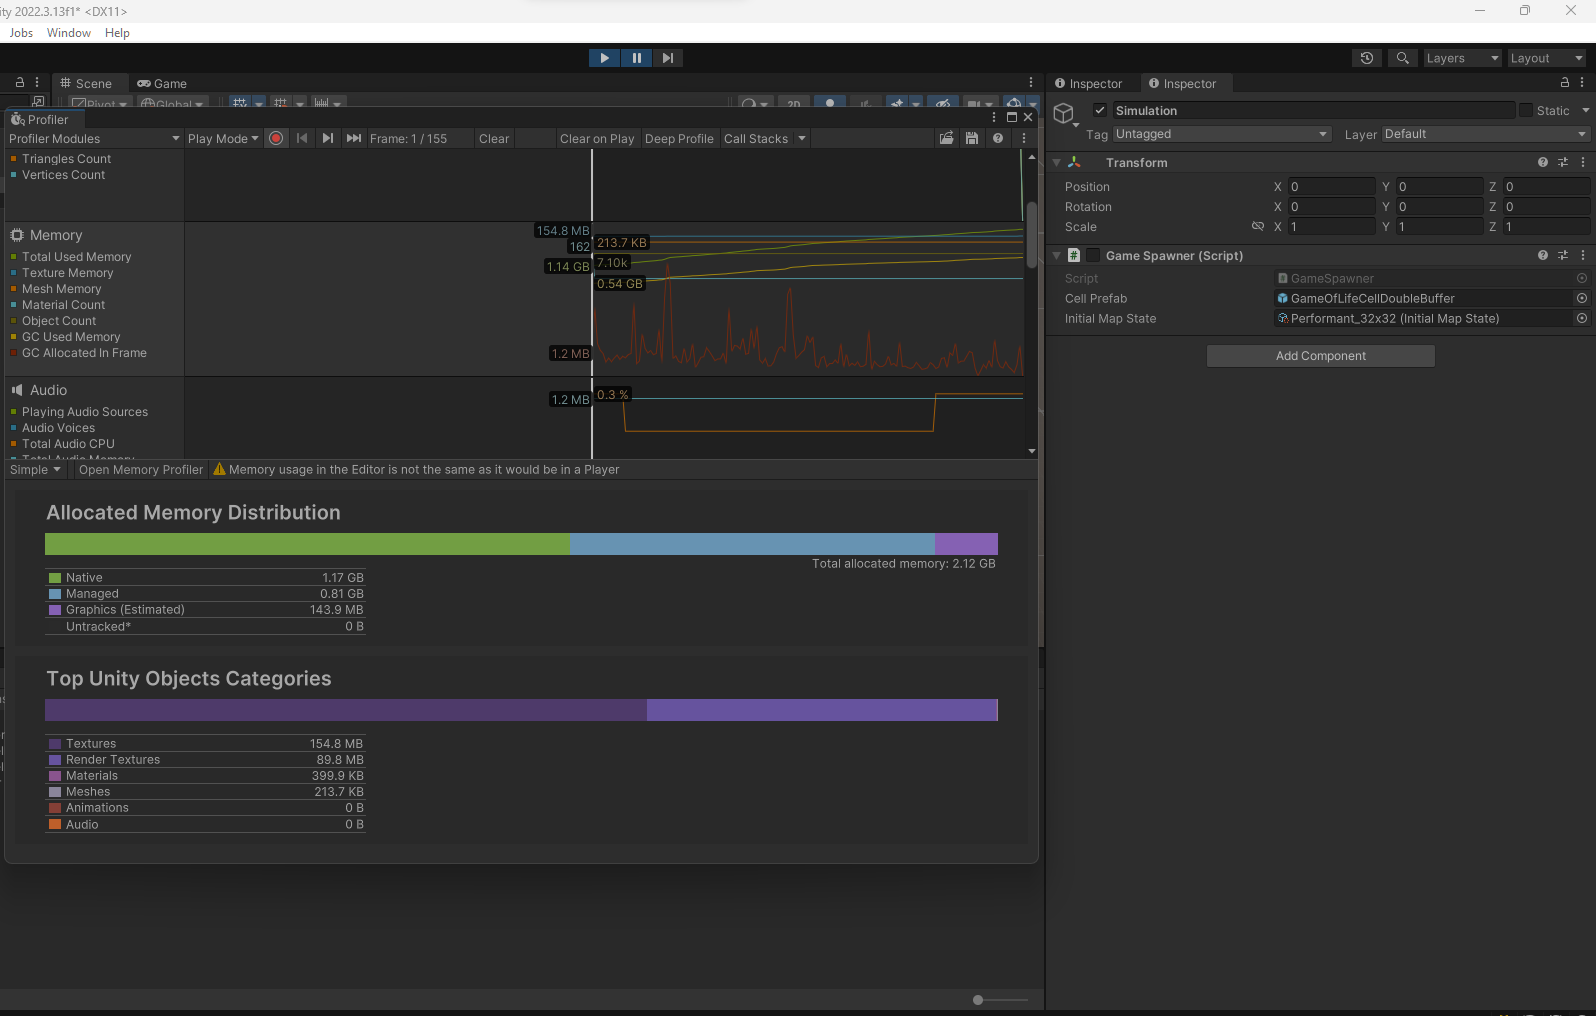 ity 2022.3.13f1* <DX11>
Jobs Window Help
Layers Layout
Scene Game
Inspector Inspector
Pivot Global 2D
Simulation Static
Tag Untagged Layer Default
Transform
Position X 0 Y 0 Z 0
Rotation X 0 Y 0 Z 0
Scale X 1 Y 1 Z 1
# Game Spawner (Script)
Script GameSpawner
Cell Prefab GameOfLifeCellDoubleBuffer
Initial Map State Performant_32x32 (Initial Map State)
Add Component
Profiler
Profiler Modules Play Mode Frame: 1 / 155 Clear Clear on Play Deep Profile Call Stacks
Triangles Count
Vertices Count
Memory
Total Used Memory
Texture Memory
Mesh Memory
Material Count
Object Count
GC Used Memory
GC Allocated In Frame
154.8 MB
162 213.7 KB
1.14 GB 7.10k
0.54 GB
1.2 MB
Audio
Playing Audio Sources
Audio Voices
Total Audio CPU
Total Audio Memory
1.2 MB 0.3 %
Simple Open Memory Profiler Memory usage in the Editor is not the same as it would be in a Player
Allocated Memory Distribution
Total allocated memory: 2.12 GB
Native 1.17 GB
Managed 0.81 GB
Graphics (Estimated) 143.9 MB
Untracked* 0 B
Top Unity Objects Categories
Textures 154.8 MB
Render Textures 89.8 MB
Materials 399.9 KB
Meshes 213.7 KB
Animations 0 B
Audio 0 B